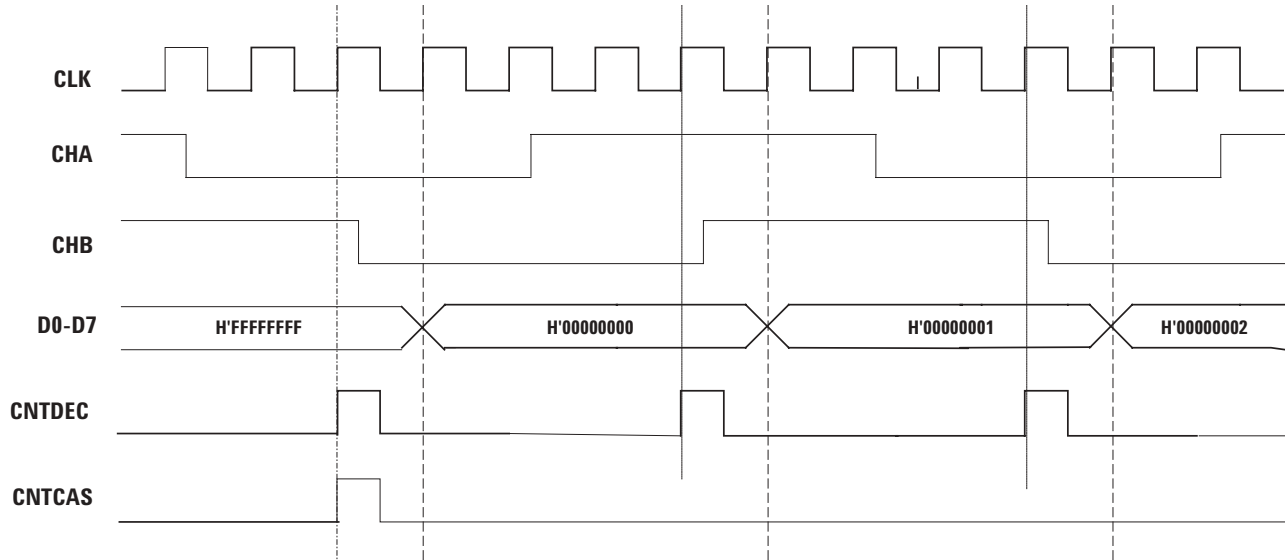 CLK
CHA
CHB
D0-D7 H'FFFFFFFF H'00000000 H'00000001 H'00000002
CNTDEC
CNTCAS